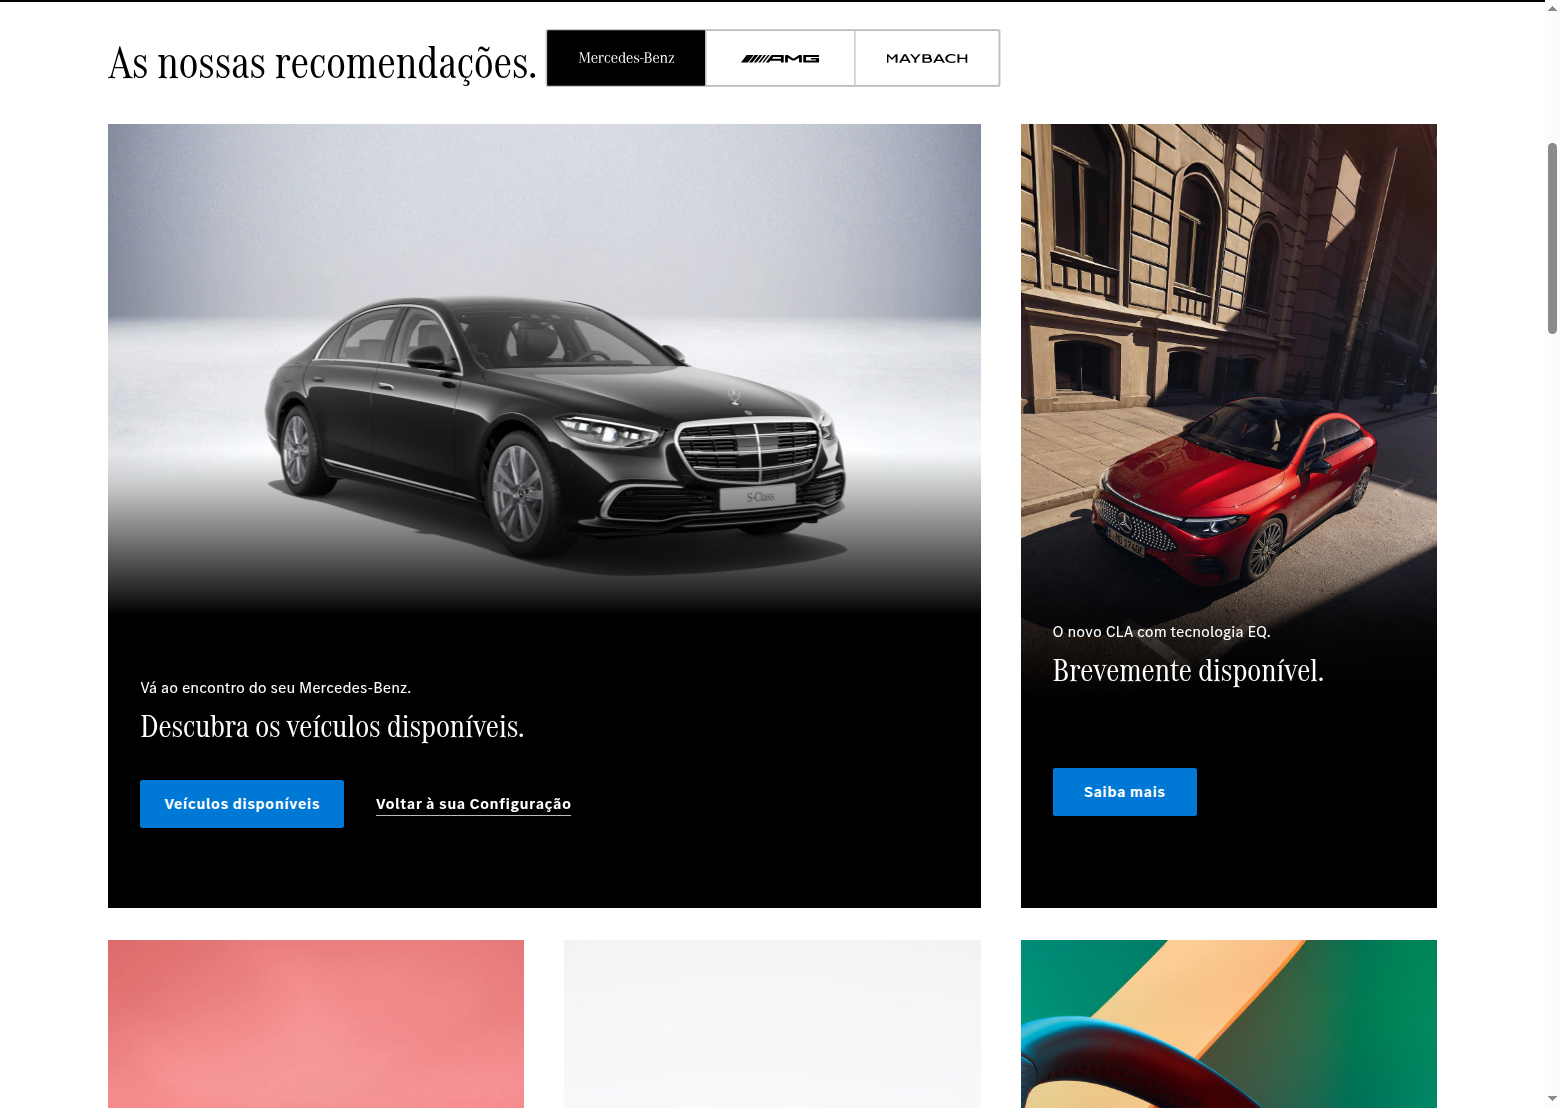 As nossas recomendações.
Mercedes-Benz
AMG
MAYBACH
S-Class
Vá ao encontro do seu Mercedes-Benz.
Descubra os veículos disponíveis.
Veículos disponíveis
Voltar à sua Configuração
O novo CLA com tecnologia EQ.
Brevemente disponível.
Saiba mais